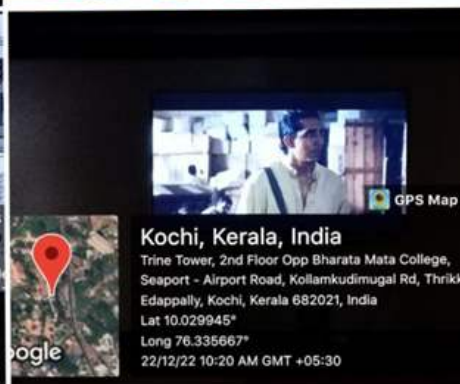 GPS Map
Kochi, Kerala, India
Trine Tower, 2nd Floor Opp Bharata Mata College,
Seaport - Airport Road, Kollamkudimugal Rd, Thrikk
Edappally, Kochi, Kerala 682021, India
Lat 10.029945°
Long 76.335667°
22/12/22 10:20 AM GMT +05:30
oogle